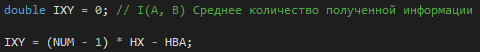 double IXY = 0; // I(A, B) Среднее количество полученной информации
IXY = (NUM - 1) * HX - HBA;